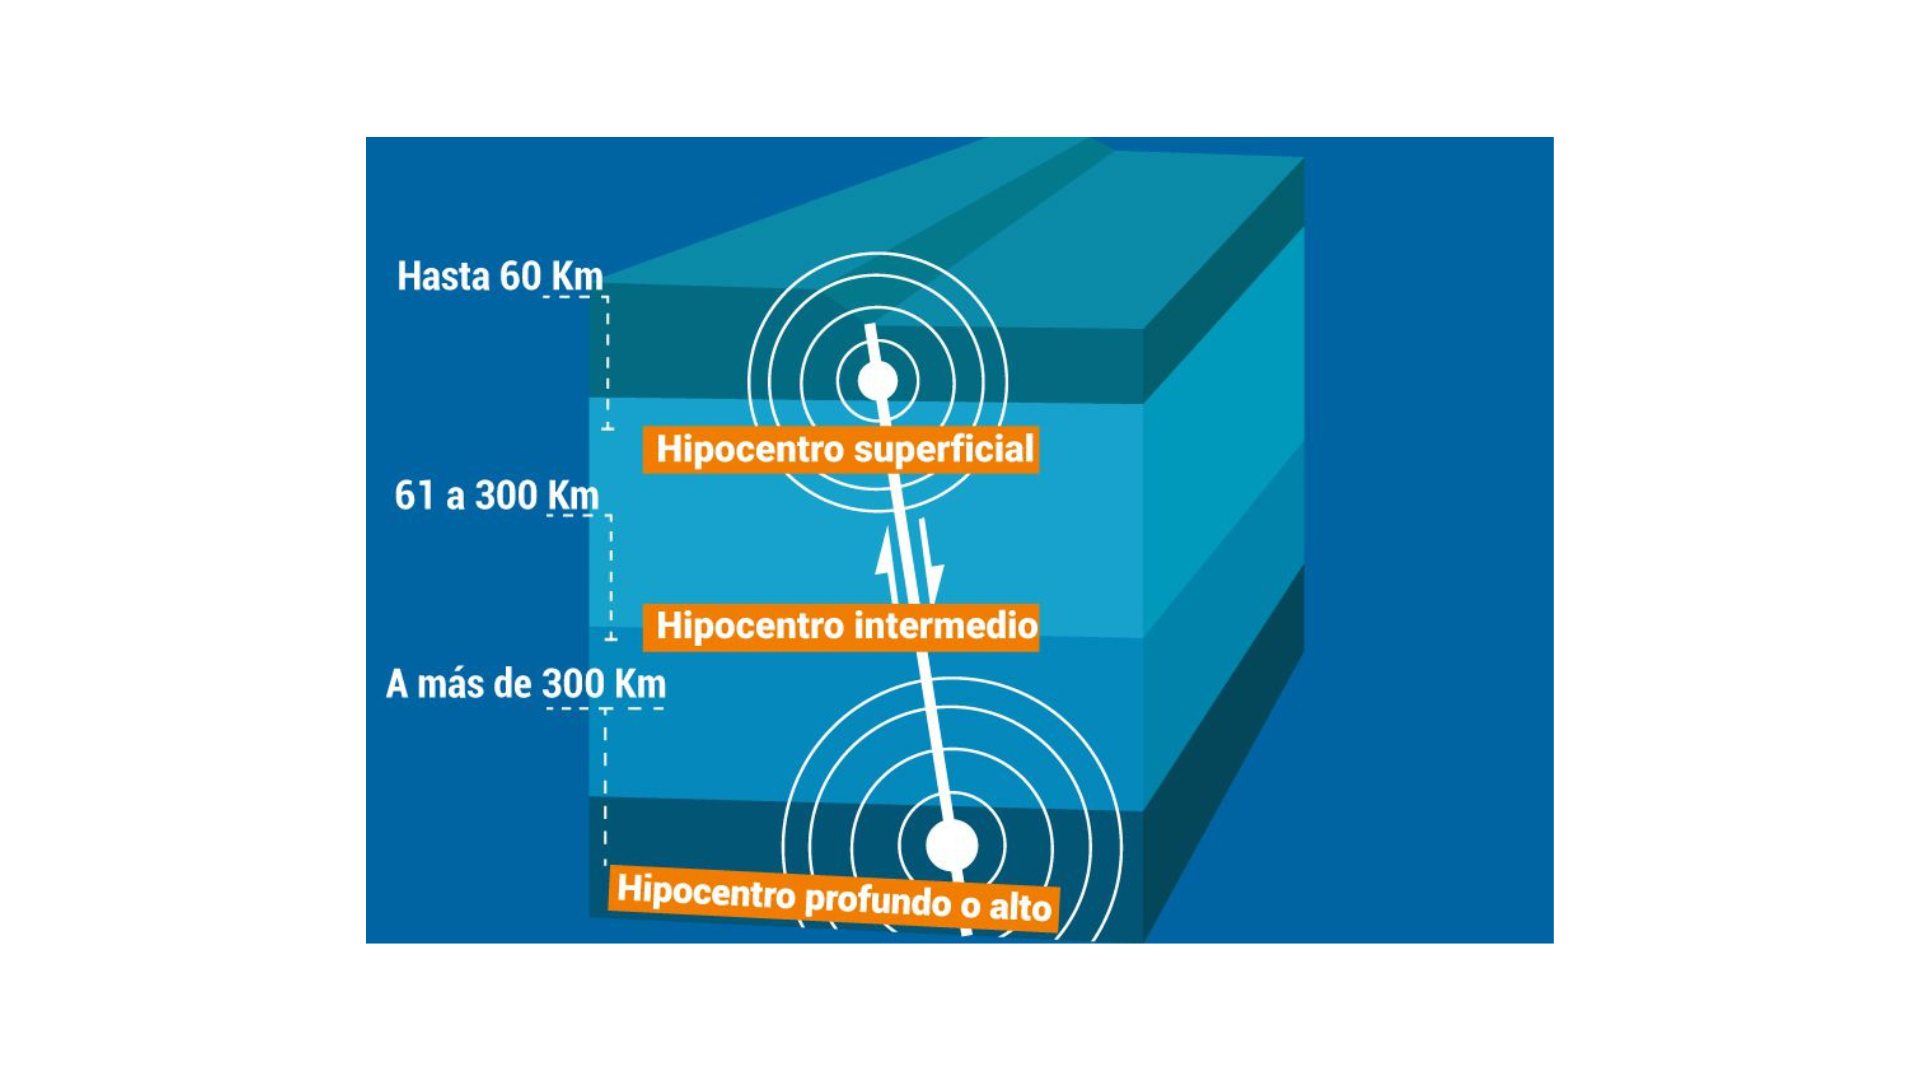 Hasta 60 Km
Hipocentro superficial
61 a 300 Km
Hipocentro intermedio
A más de 300 Km
Hipocentro profundo o alto